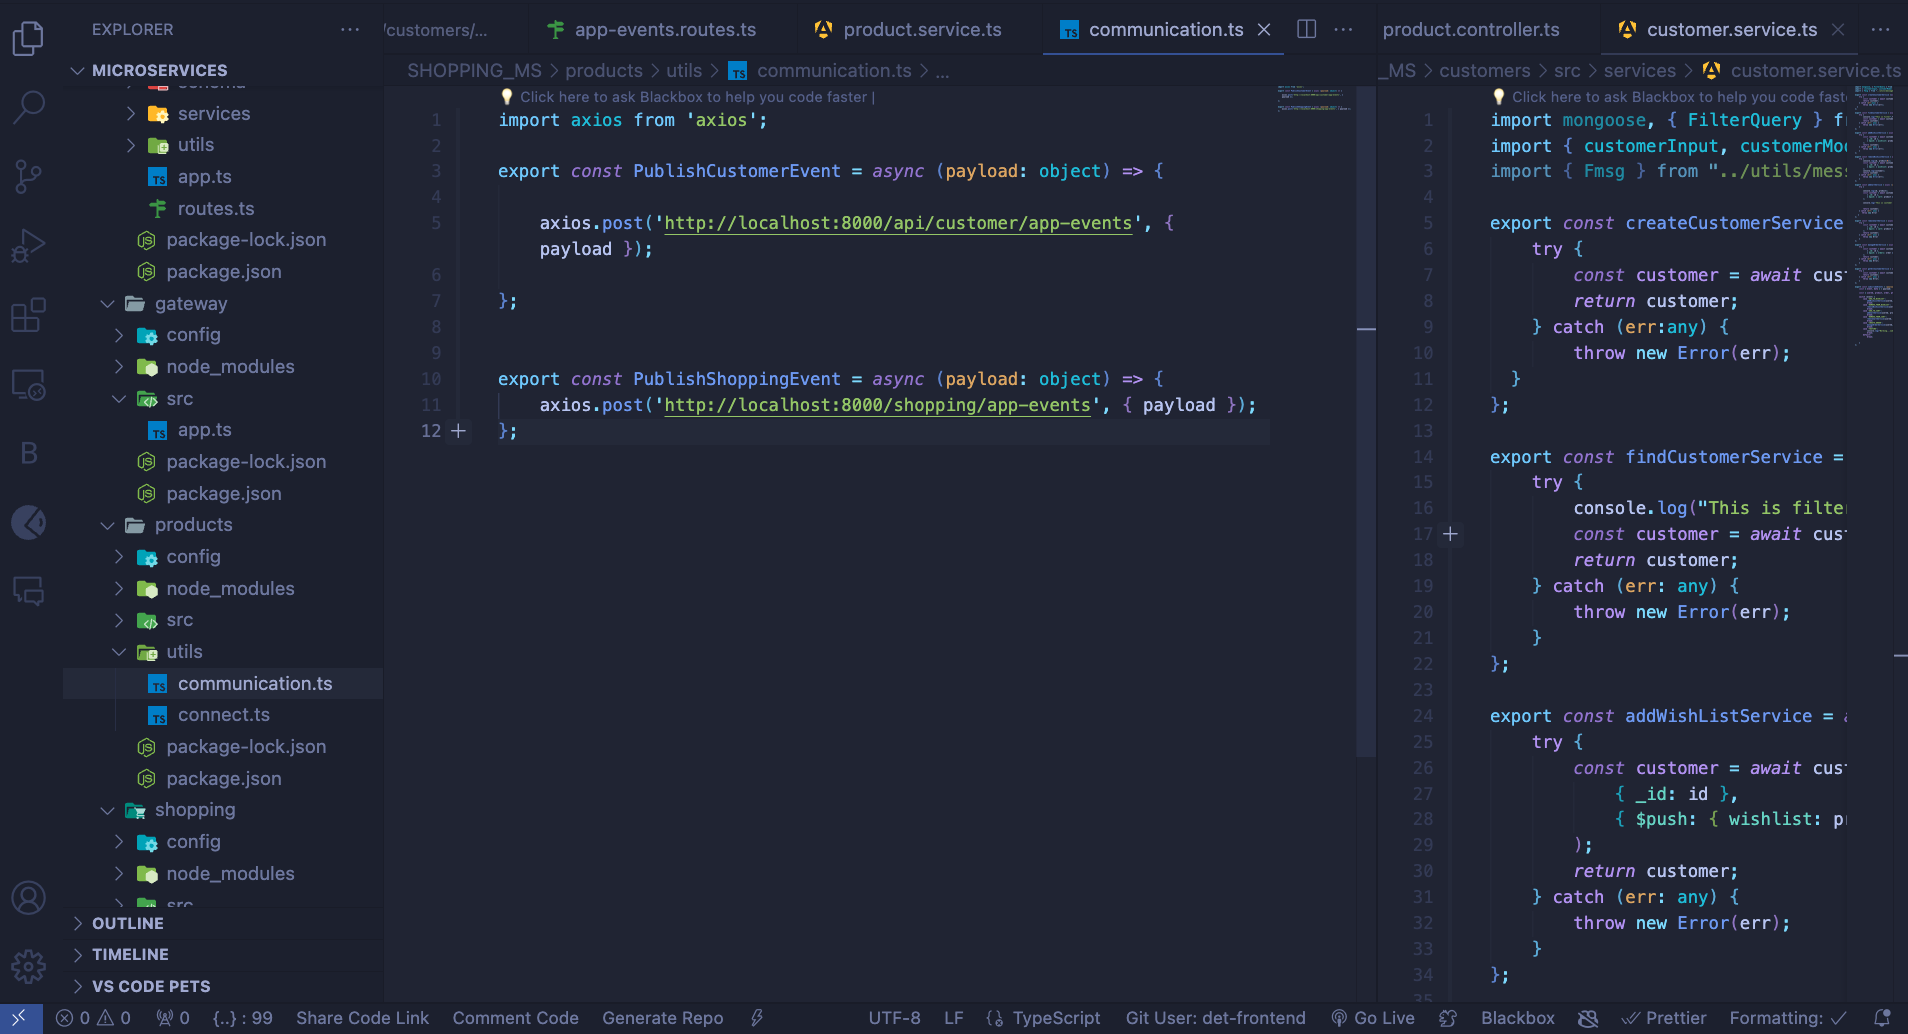 EXPLORER
MICROSERVICES
services
utils
app.ts
routes.ts
package-lock.json
package.json
gateway
config
node_modules
src
app.ts
package-lock.json
package.json
products
config
node_modules
src
utils
communication.ts
connect.ts
package-lock.json
package.json
shopping
config
node_modules
src
OUTLINE
TIMELINE
VS CODE PETS
/customers/...
app-events.routes.ts
product.service.ts
communication.ts
SHOPPING_MS > products > utils > communication.ts > ...
Click here to ask Blackbox to help you code faster |
1 import axios from 'axios';
2
3 export const PublishCustomerEvent = async (payload: object) => {
4
5 axios.post('http://localhost:8000/api/customer/app-events', {
payload });
6
7 };
8
9
10 export const PublishShoppingEvent = async (payload: object) => {
11 axios.post('http://localhost:8000/shopping/app-events', { payload });
12 };
product.controller.ts
customer.service.ts
_MS > customers > src > services > customer.service.ts
Click here to ask Blackbox to help you code fast
1 import mongoose, { FilterQuery } f
2 import { customerInput, customerMo
3 import { Fmsg } from "../utils/mess
4
5 export const createCustomerService
6 try {
7 const customer = await cus
8 return customer;
9 } catch (err:any) {
10 throw new Error(err);
11 }
12 };
13
14 export const findCustomerService =
15 try {
16 console.log("This is filte
17 const customer = await cus
18 return customer;
19 } catch (err: any) {
20 throw new Error(err);
21 }
22 };
23
24 export const addWishListService = a
25 try {
26 const customer = await cus
27 { _id: id },
28 { $push: { wishlist: p
29 );
30 return customer;
31 } catch (err: any) {
32 throw new Error(err);
33 }
34 };
35
0 0 0 {..} : 99 Share Code Link Comment Code Generate Repo UTF-8 LF TypeScript Git User: det-frontend Go Live Blackbox Prettier Formatting: